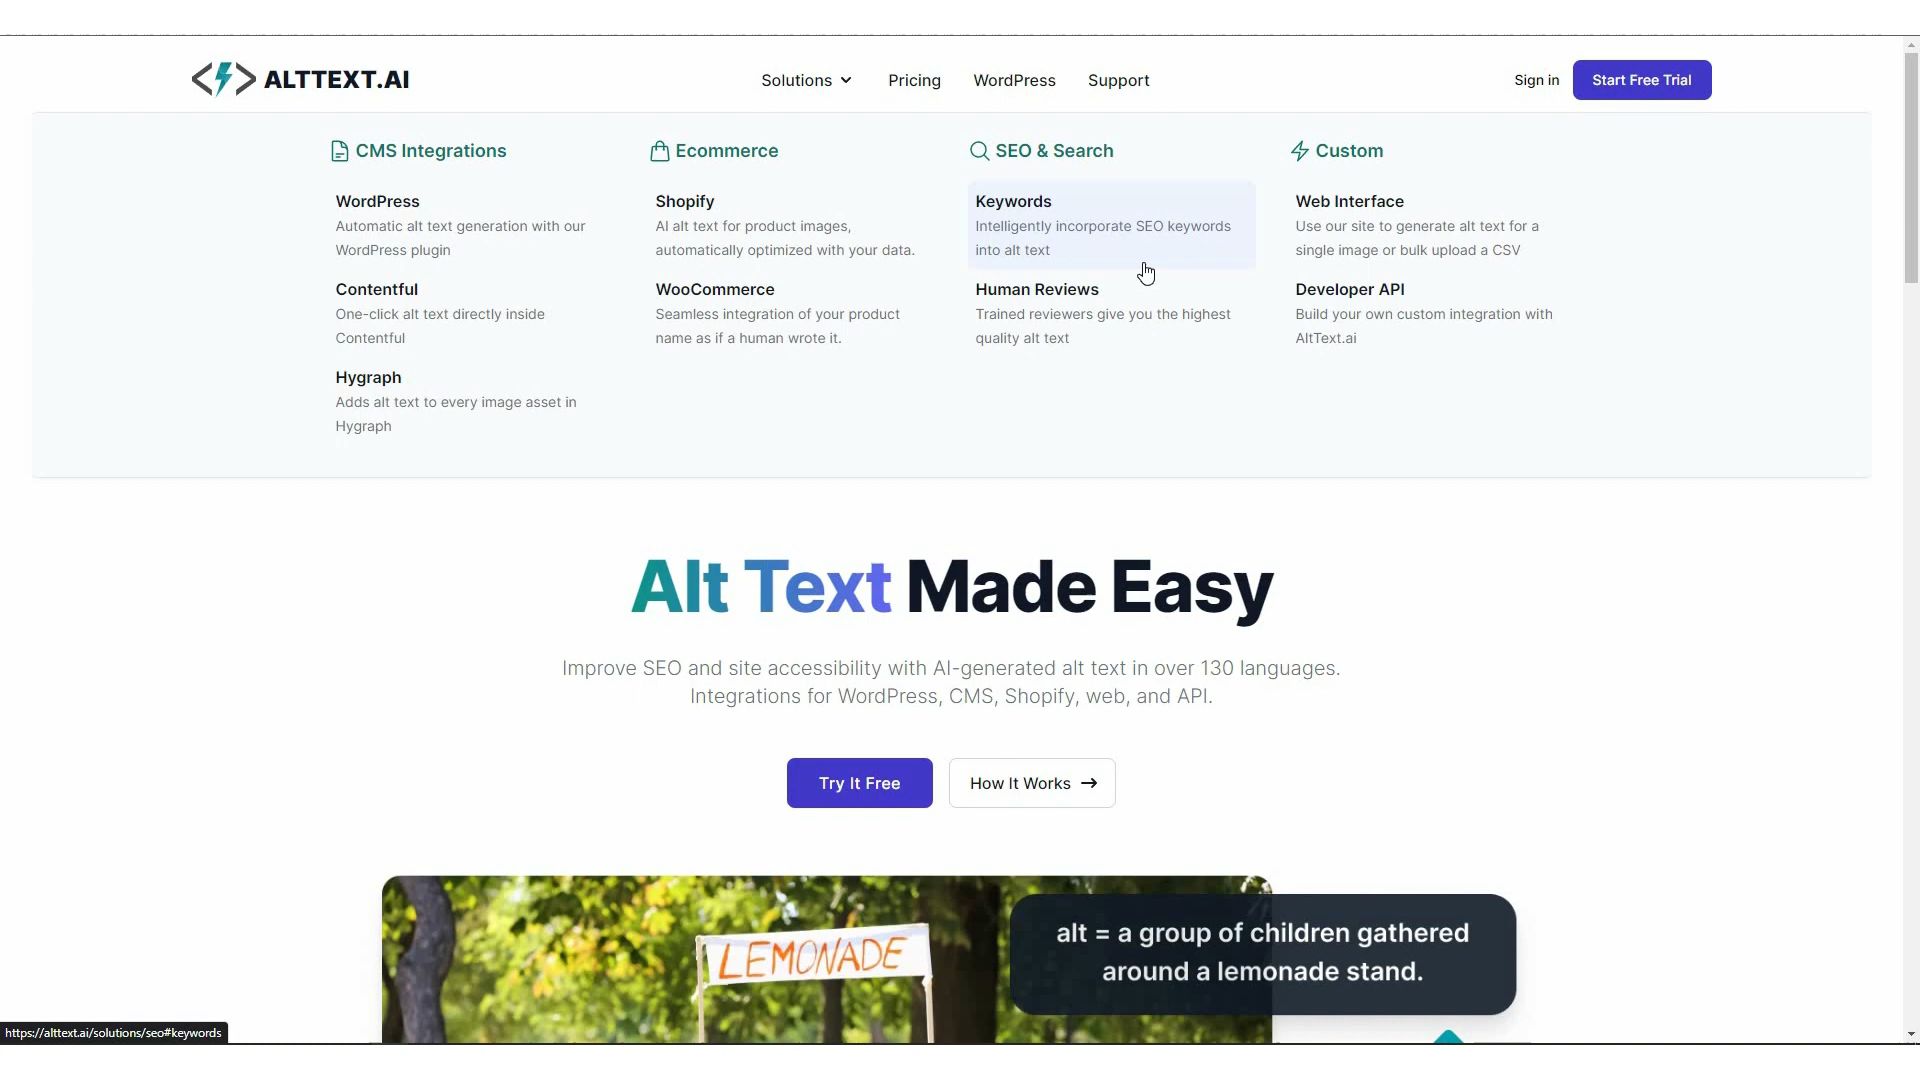 ALTTEXT.AI
Solutions
Pricing
WordPress
Support
Sign in
Start Free Trial
CMS Integrations
WordPress
Automatic alt text generation with our
WordPress plugin
Contentful
One-click alt text directly inside
Contentful
Hygraph
Adds alt text to every image asset in
Hygraph
Ecommerce
Shopify
AI alt text for product images,
automatically optimized with your data.
WooCommerce
Seamless integration of your product
name as if a human wrote it.
SEO & Search
Keywords
Intelligently incorporate SEO keywords
into alt text
Human Reviews
Trained reviewers give you the highest
quality alt text
Custom
Web Interface
Use our site to generate alt text for a
single image or bulk upload a CSV
Developer API
Build your own custom integration with
AltText.ai
Alt Text Made Easy
Improve SEO and site accessibility with AI-generated alt text in over 130 languages.
Integrations for WordPress, CMS, Shopify, web, and API.
Try It Free
How It Works →
LEMONADE
alt = a group of children gathered
around a lemonade stand.
https://alttext.ai/solutions/seo#keywords